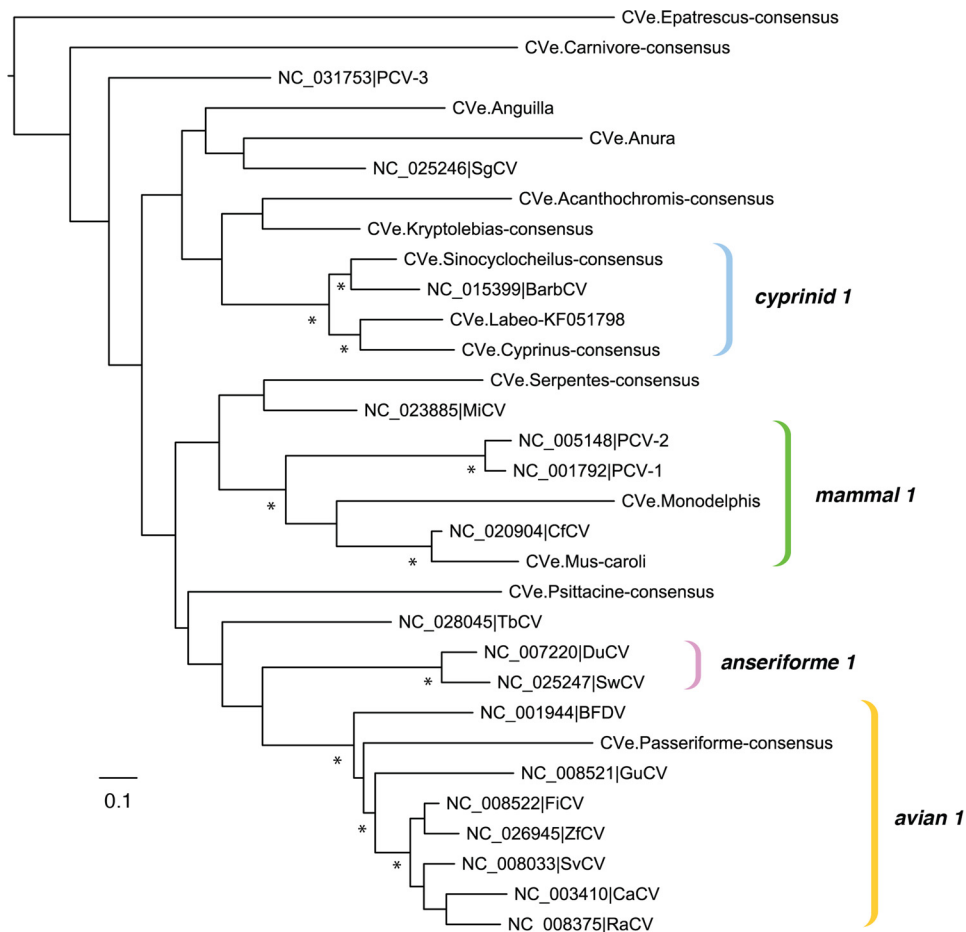 CVe.Epatrescus-consensus
CVe.Carnivore-consensus
NC_031753|PCV-3
CVe.Anguilla
CVe.Anura
NC_025246|SgCV
CVe.Acanthochromis-consensus
CVe.Kryptolebias-consensus
CVe.Sinocyclocheilus-consensus
*
NC_015399|BarbCV
cyprinid 1
*
CVe.Labeo-KF051798
*
CVe.Cyprinus-consensus
CVe.Serpentes-consensus
NC_023885|MiCV
NC_005148|PCV-2
*
NC_001792|PCV-1
mammal 1
*
CVe.Monodelphis
NC_020904|CfCV
*
CVe.Mus-caroli
CVe.Psittacine-consensus
NC_028045|TbCV
NC_007220|DuCV
anseriforme 1
*
NC_025247|SwCV
NC_001944|BFDV
CVe.Passeriforme-consensus
*
NC_008521|GuCV
0.1
NC_008522|FiCV
avian 1
*
NC_026945|ZfCV
*
NC_008033|SvCV
NC_003410|CaCV
NC_008375|RaCV